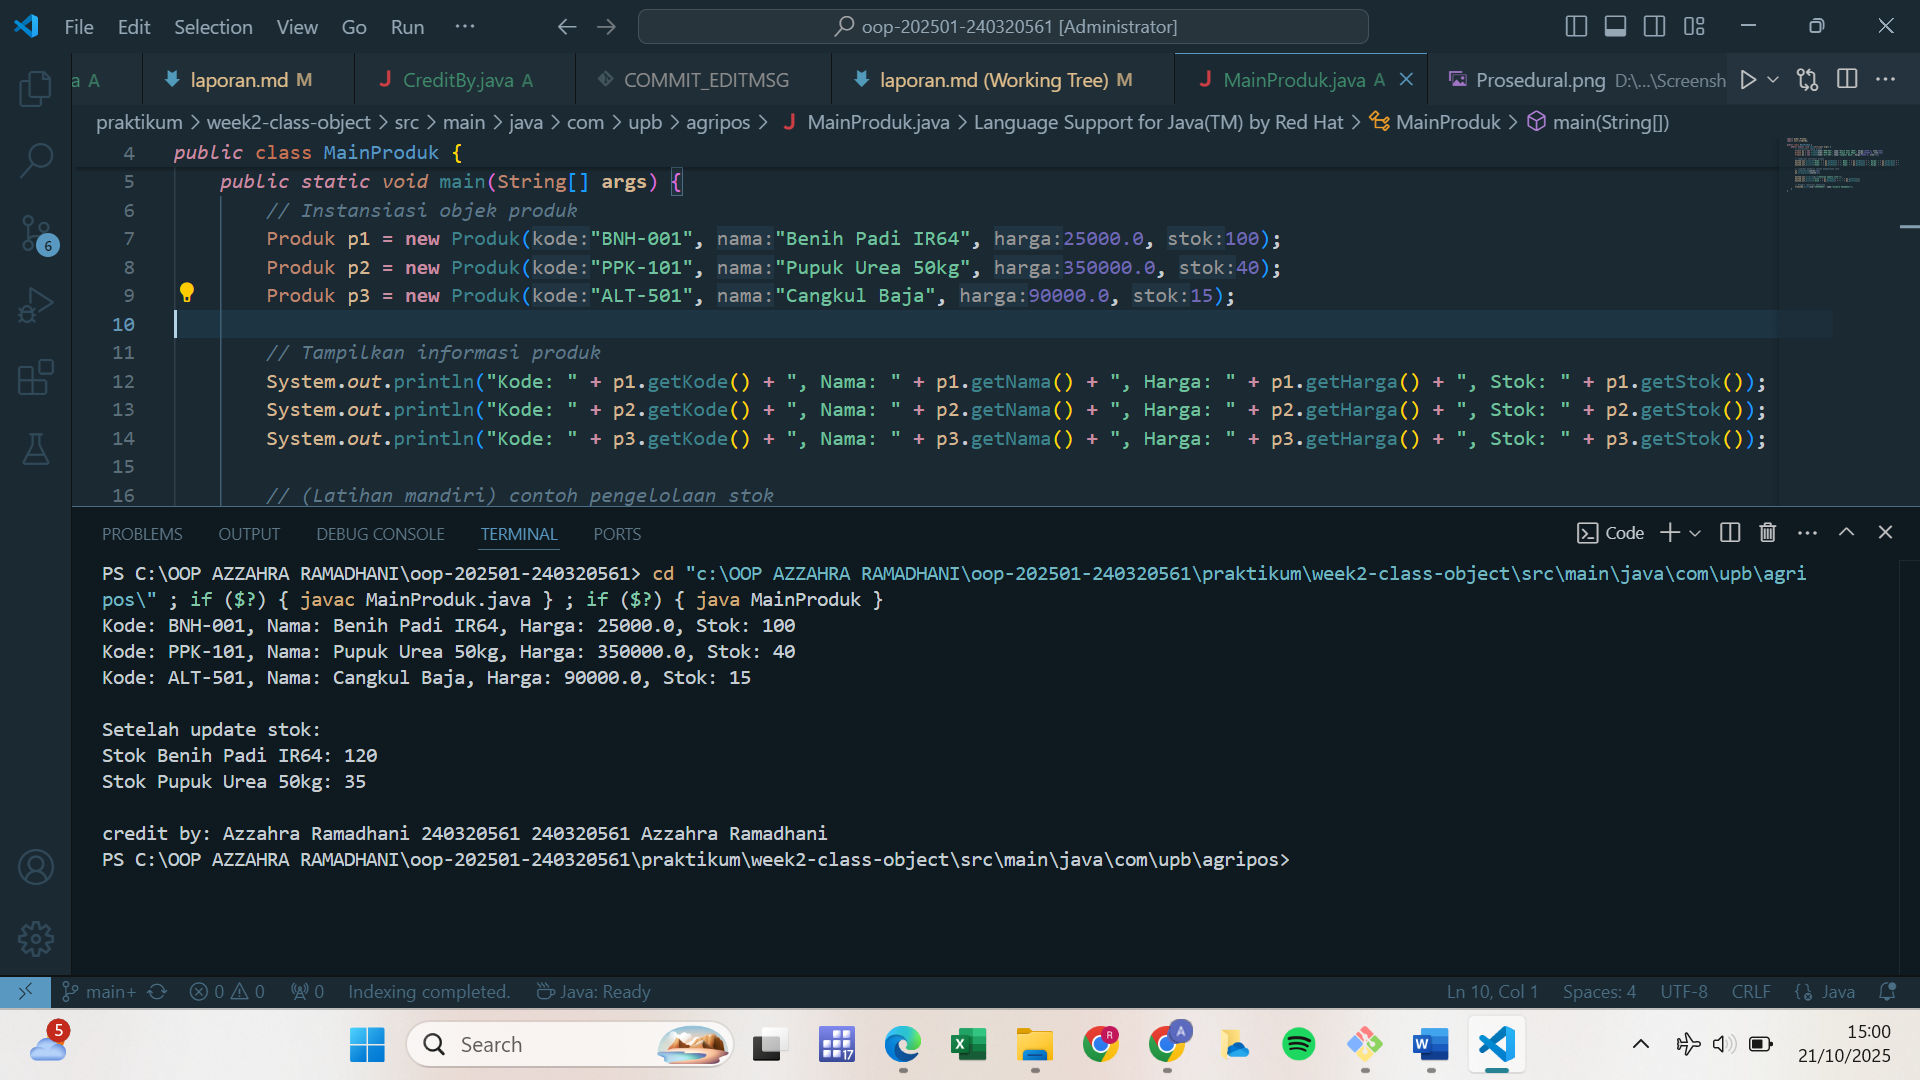 File Edit Selection View Go Run ··· oop-202501-240320561 [Administrator]
a A laporan.md M CreditBy.java A COMMIT_EDITMSG laporan.md (Working Tree) M MainProduk.java A Prosedural.png D:\...\Screensh
praktikum > week2-class-object > src > main > java > com > upb > agripos > MainProduk.java > Language Support for Java(TM) by Red Hat > MainProduk > main(String[])
4 public class MainProduk {
5 public static void main(String[] args) {
6 // Instansiasi objek produk
7 Produk p1 = new Produk(kode:"BNH-001", nama:"Benih Padi IR64", harga:25000.0, stok:100);
8 Produk p2 = new Produk(kode:"PPK-101", nama:"Pupuk Urea 50kg", harga:350000.0, stok:40);
9 Produk p3 = new Produk(kode:"ALT-501", nama:"Cangkul Baja", harga:90000.0, stok:15);
10
11 // Tampilkan informasi produk
12 System.out.println("Kode: " + p1.getKode() + ", Nama: " + p1.getNama() + ", Harga: " + p1.getHarga() + ", Stok: " + p1.getStok());
13 System.out.println("Kode: " + p2.getKode() + ", Nama: " + p2.getNama() + ", Harga: " + p2.getHarga() + ", Stok: " + p2.getStok());
14 System.out.println("Kode: " + p3.getKode() + ", Nama: " + p3.getNama() + ", Harga: " + p3.getHarga() + ", Stok: " + p3.getStok());
15
16 // (Latihan mandiri) contoh pengelolaan stok
6
PROBLEMS OUTPUT DEBUG CONSOLE TERMINAL PORTS Code
PS C:\OOP AZZAHRA RAMADHANI\oop-202501-240320561> cd "c:\OOP AZZAHRA RAMADHANI\oop-202501-240320561\praktikum\week2-class-object\src\main\java\com\upb\agri
pos\" ; if ($?) { javac MainProduk.java } ; if ($?) { java MainProduk }
Kode: BNH-001, Nama: Benih Padi IR64, Harga: 25000.0, Stok: 100
Kode: PPK-101, Nama: Pupuk Urea 50kg, Harga: 350000.0, Stok: 40
Kode: ALT-501, Nama: Cangkul Baja, Harga: 90000.0, Stok: 15
Setelah update stok:
Stok Benih Padi IR64: 120
Stok Pupuk Urea 50kg: 35
credit by: Azzahra Ramadhani 240320561 240320561 Azzahra Ramadhani
PS C:\OOP AZZAHRA RAMADHANI\oop-202501-240320561\praktikum\week2-class-object\src\main\java\com\upb\agripos>
main+ 0 0 0 Indexing completed. Java: Ready Ln 10, Col 1 Spaces: 4 UTF-8 CRLF Java
5 Search 17 R A 15:00
21/10/2025